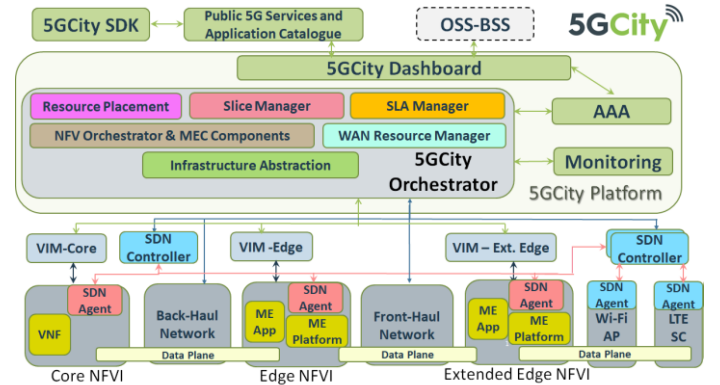 5GCity SDK
Public 5G Services and
Application Catalogue
OSS-BSS
5GCity
5GCity Dashboard
Resource Placement
Slice Manager
SLA Manager
AAA
NFV Orchestrator & MEC Components
WAN Resource Manager
Infrastructure Abstraction
5GCity
Orchestrator
Monitoring
5GCity Platform
VIM-Core
SDN
Controller
VIM -Edge
VIM – Ext. Edge
SDN
Controller
SDN
Agent
VNF
Back-Haul
Network
ME
App
SDN
Agent
ME
Platform
Front-Haul
Network
ME
App
SDN
Agent
ME
Platform
SDN
Agent
Wi-Fi
AP
SDN
Agent
LTE
SC
Data Plane
Data Plane
Data Plane
Data Plane
Data Plane
Core NFVI
Edge NFVI
Extended Edge NFVI